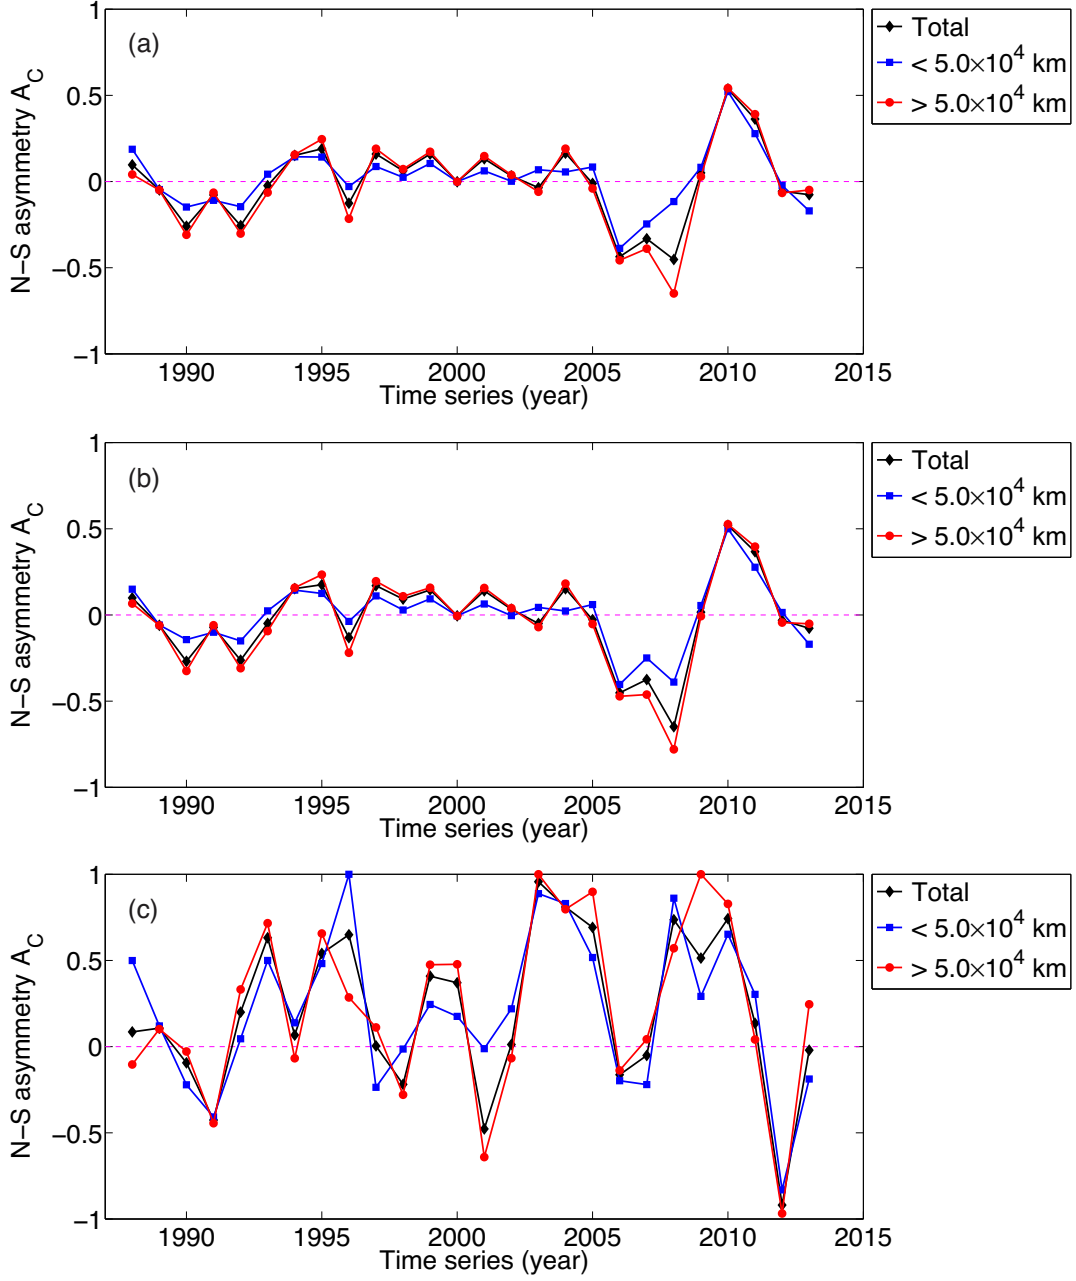 (a)
N−S asymmetry A_C
1
0.5
0
−0.5
−1
1990 1995 2000 2005 2010 2015
Time series (year)
Total
< 5.0×10^4 km
> 5.0×10^4 km
(b)
N−S asymmetry A_C
1
0.5
0
−0.5
−1
1990 1995 2000 2005 2010 2015
Time series (year)
Total
< 5.0×10^4 km
> 5.0×10^4 km
(c)
N−S asymmetry A_C
1
0.5
0
−0.5
−1
1990 1995 2000 2005 2010 2015
Time series (year)
Total
< 5.0×10^4 km
> 5.0×10^4 km